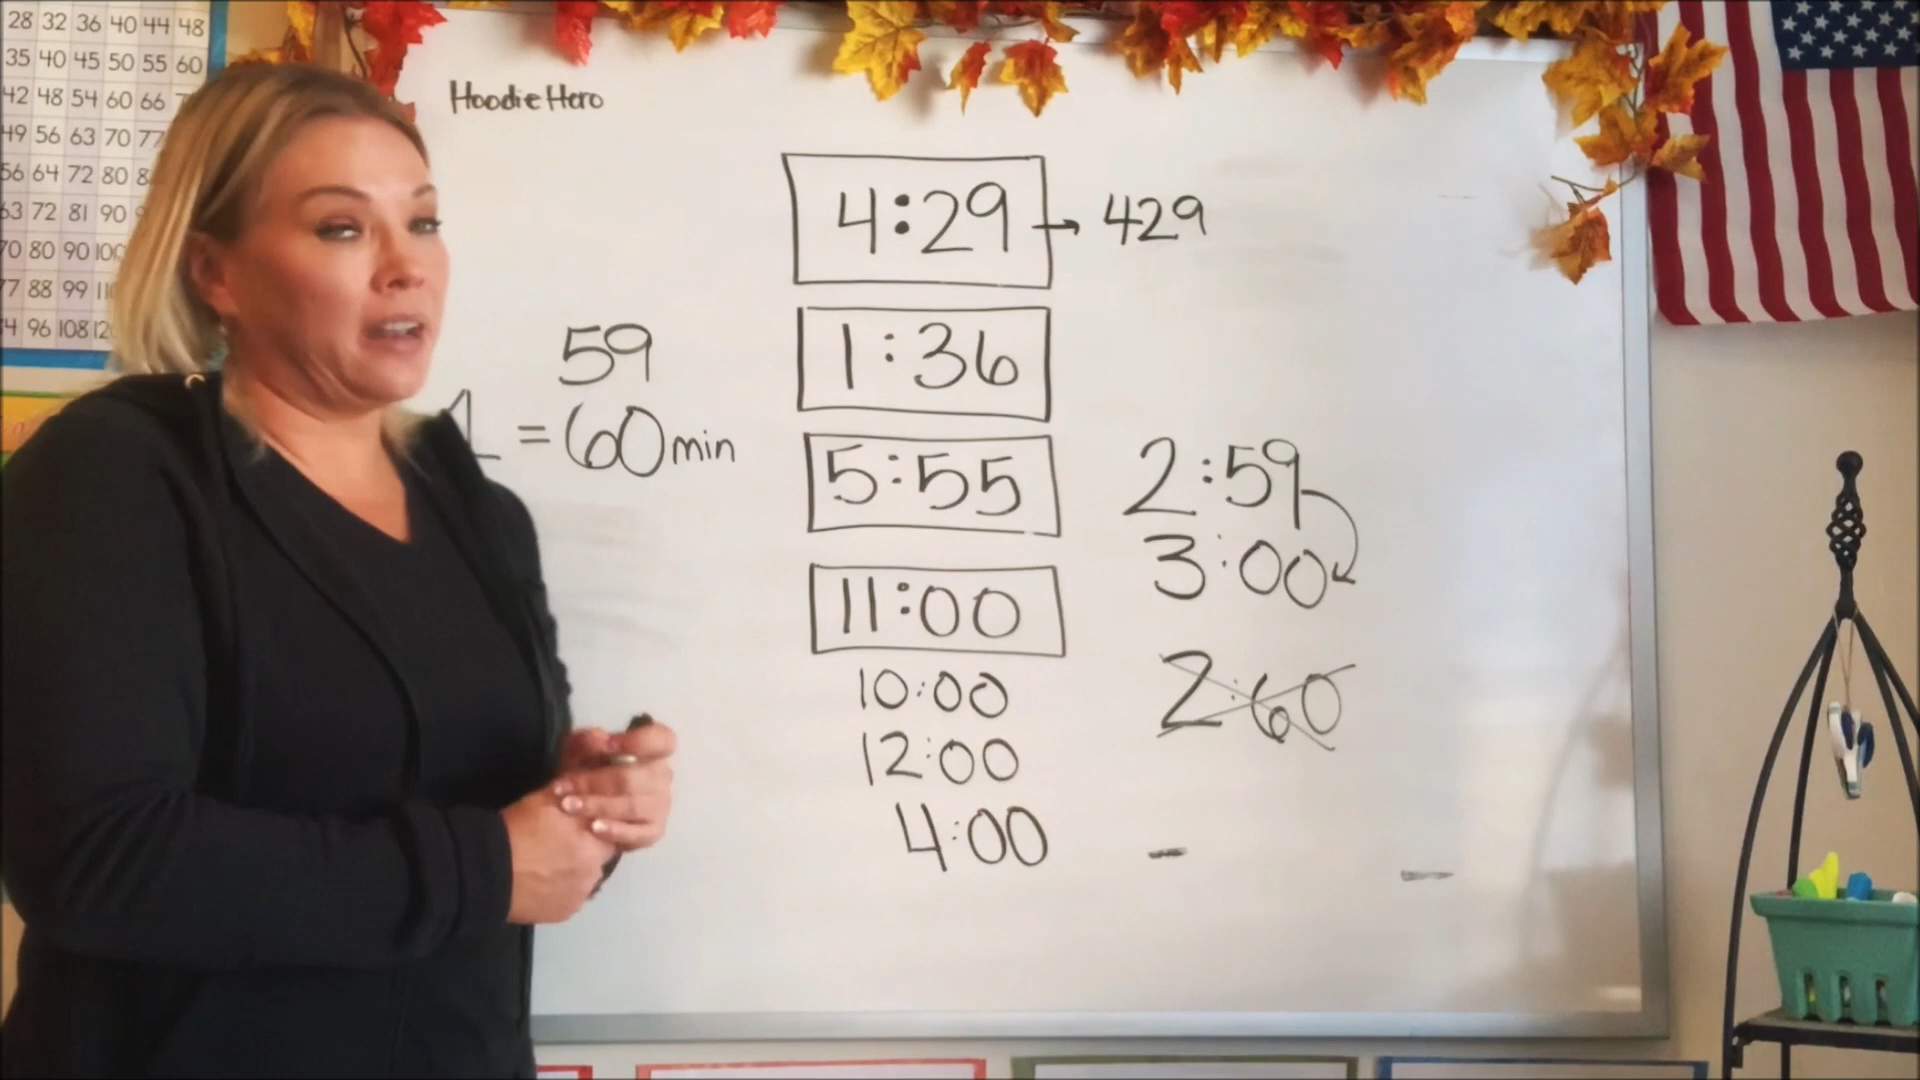 28 32 36 40 44 48
35 40 45 50 55 60
42 48 54 60 66
49 56 63 70 77
56 64 72 80
63 72 81 90
70 80 90 100
77 88 99
96 108
Hoodie Hero
4:29 → 429
1:36
59
1 = 60 min
5:55
2:59
3:00
11:00
10:00
2:60
12:00
4:00